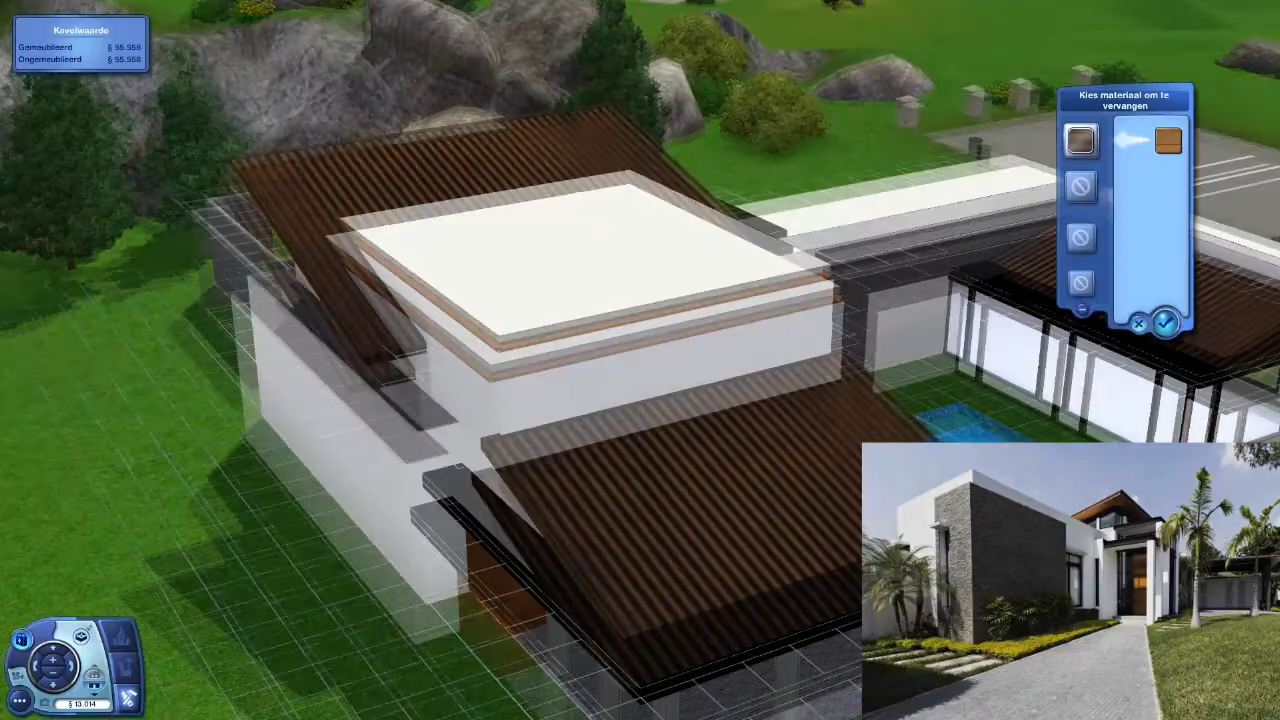 Kavelwaarde
Gemeubileerd § 55.558
Ongemeubileerd § 55.558
Kies materiaal om te
vervangen
§ 13.014